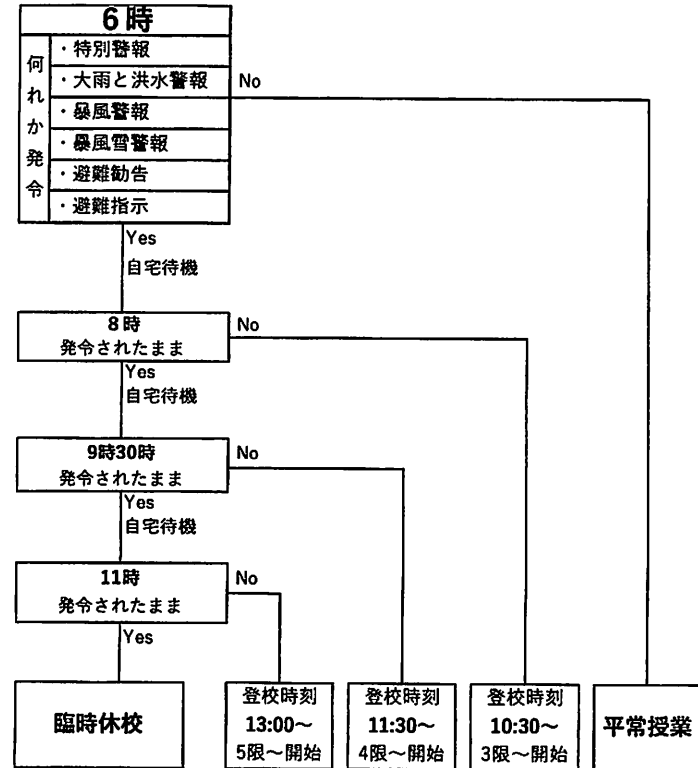 6時
何れか発令
・特別警報
・大雨と洪水警報
・暴風警報
・暴風雪警報
・避難勧告
・避難指示
No
Yes
自宅待機
8時
発令されたまま
No
Yes
自宅待機
9時30時
発令されたまま
No
Yes
自宅待機
11時
発令されたまま
No
Yes
臨時休校
登校時刻
13:00～
5限～開始
登校時刻
11:30～
4限～開始
登校時刻
10:30～
3限～開始
平常授業